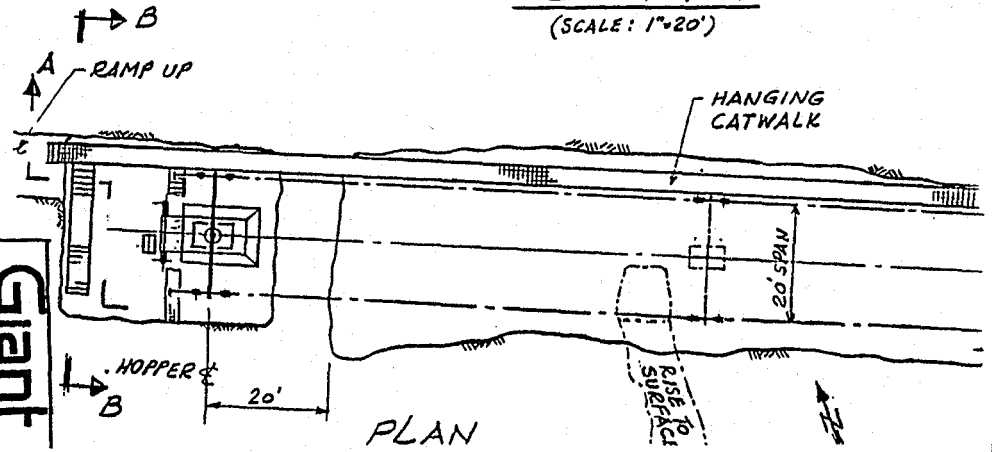 (SCALE: 1"=20')
B
A
RAMP UP
HANGING
CATWALK
20' SPAN
Giant
HOPPER ℄
B
20'
RISE TO
SURFACE
PLAN
N